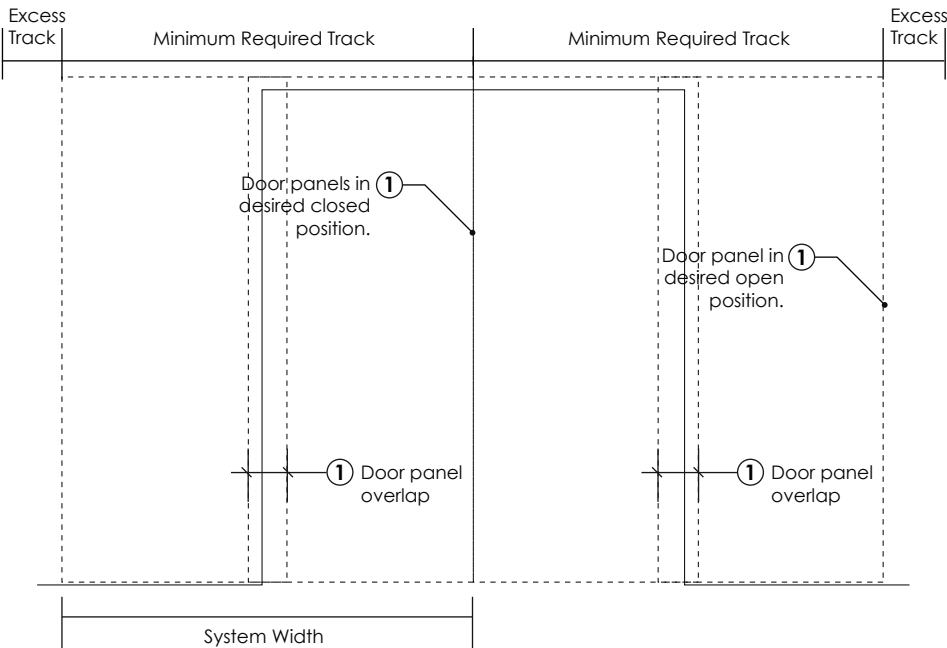 Excess
Track
Minimum Required Track
Minimum Required Track
Excess
Track
Door panels in 1
desired closed
position.
Door panel in 1
desired open
position.
1 Door panel
overlap
1 Door panel
overlap
System Width